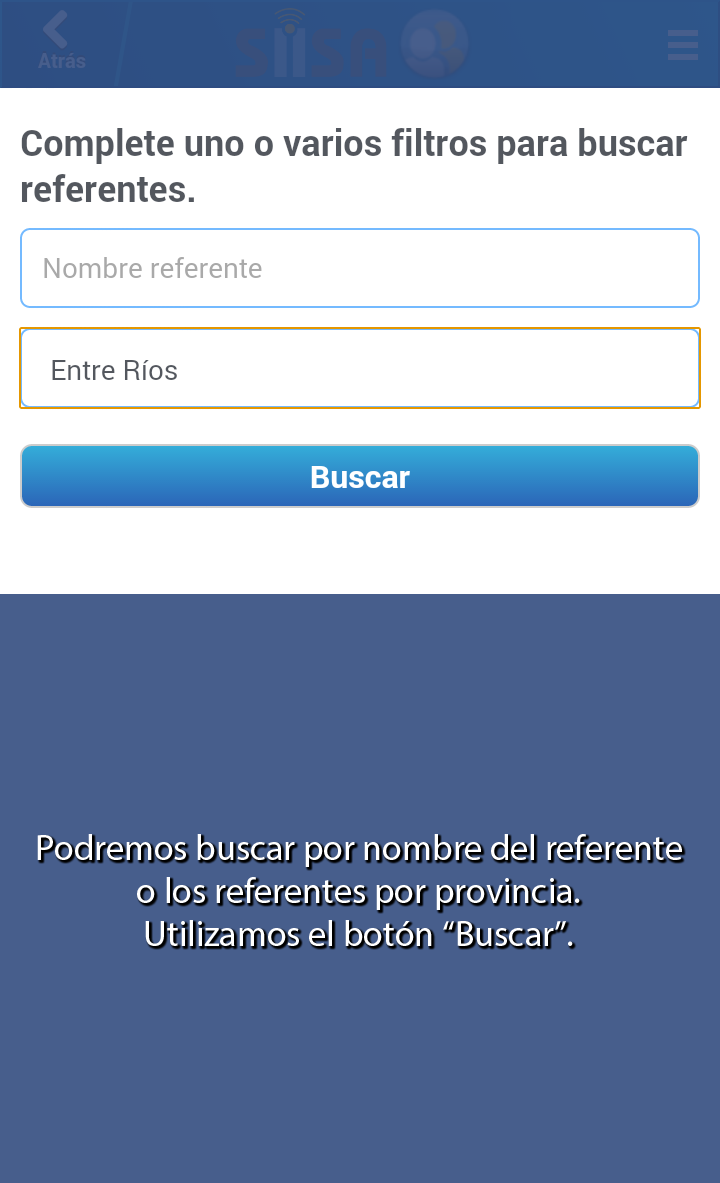 Atrás
SIISA
Complete uno o varios filtros para buscar
referentes.
Nombre referente
Entre Ríos
Buscar
Podremos buscar por nombre del referente
o los referentes por provincia.
Utilizamos el botón “Buscar”.